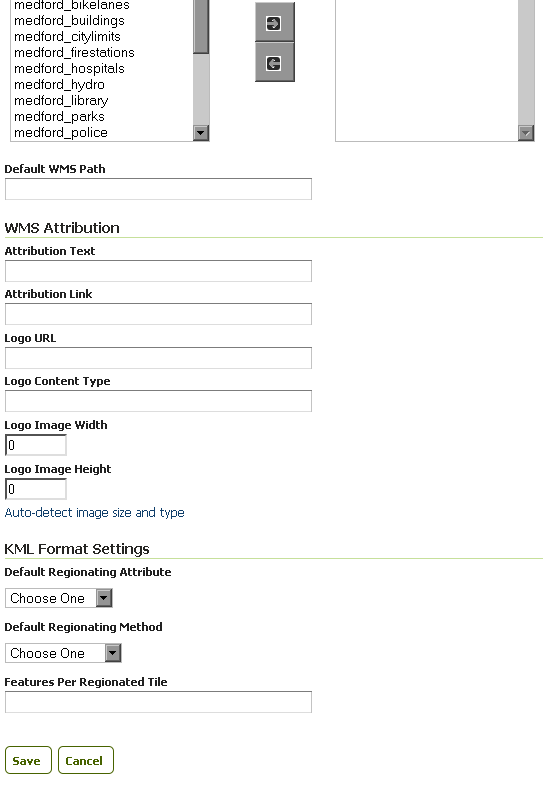 medford_bikelanes
medford_buildings
medford_citylimits
medford_firestations
medford_hospitals
medford_hydro
medford_library
medford_parks
medford_police
Default WMS Path
WMS Attribution
Attribution Text
Attribution Link
Logo URL
Logo Content Type
Logo Image Width
0
Logo Image Height
0
Auto-detect image size and type
KML Format Settings
Default Regionating Attribute
Choose One
Default Regionating Method
Choose One
Features Per Regionated Tile
Save Cancel